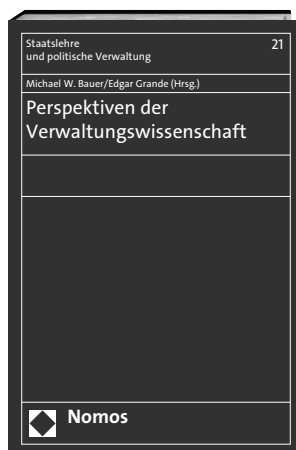 Staatslehre
und politische Verwaltung
21
Michael W. Bauer/Edgar Grande (Hrsg.)
Perspektiven der
Verwaltungswissenschaft
Nomos